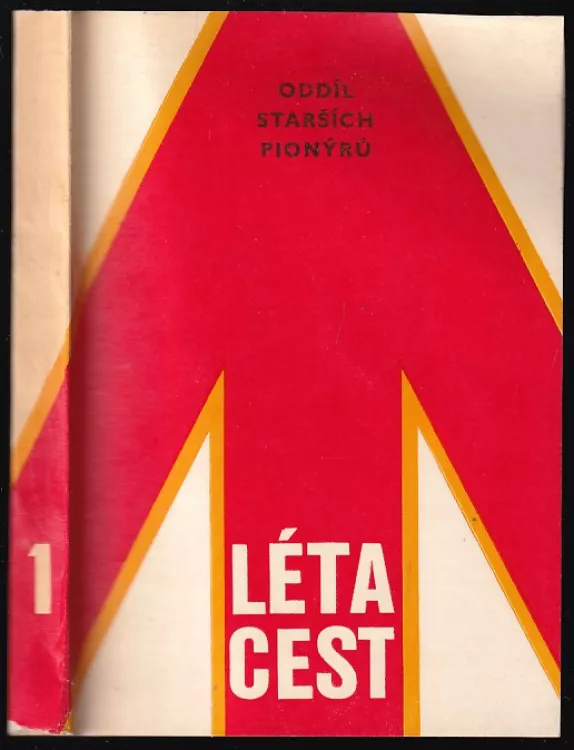 ODDÍL
STARŠÍCH
PIONÝRŮ
1
LÉTA
CEST